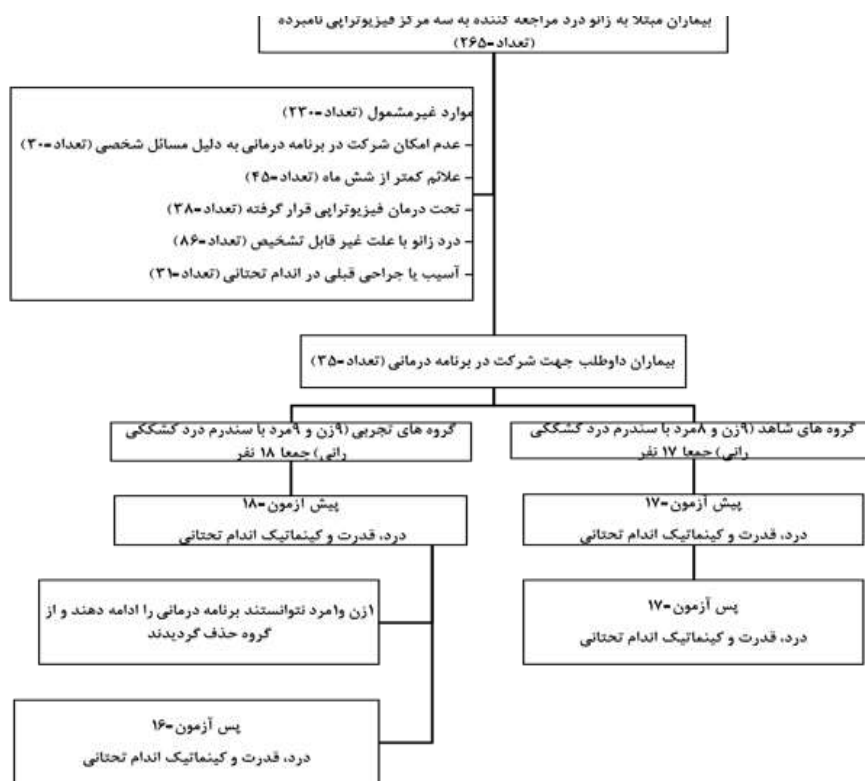 بیماران مبتلا به زانو درد مراجعه کننده به سه مرکز فیزیوتراپی نامبرده
(تعداد=۲۶۵)
موارد غیرمشمول (تعداد=۲۳۰)
- عدم امکان شرکت در برنامه درمانی به دلیل مسائل شخصی (تعداد=۳۰)
- علائم کمتر از شش ماه (تعداد=۴۵)
- تحت درمان فیزیوتراپی قرار گرفته (تعداد=۳۸)
- درد زانو با علت غیر قابل تشخیص (تعداد=۸۶)
- آسیب یا جراحی قبلی در اندام تحتانی (تعداد=۳۱)
بیماران داوطلب جهت شرکت در برنامه درمانی (تعداد=۳۵)
گروه های شاهد (۹زن و ۸مرد با سندرم درد کشککی
رانی) جمعا ۱۷ نفر
پیش آزمون=۱۷
درد، قدرت و کینماتیک اندام تحتانی
پس آزمون=۱۷
درد، قدرت و کینماتیک اندام تحتانی
گروه های تجربی (۹زن و ۹مرد با سندرم درد کشککی
رانی) جمعا ۱۸ نفر
پیش آزمون=۱۸
درد، قدرت و کینماتیک اندام تحتانی
۱زن و۱مرد نتوانستند برنامه درمانی را ادامه دهند و از
گروه حذف گردیدند
پس آزمون=۱۶
درد، قدرت و کینماتیک اندام تحتانی